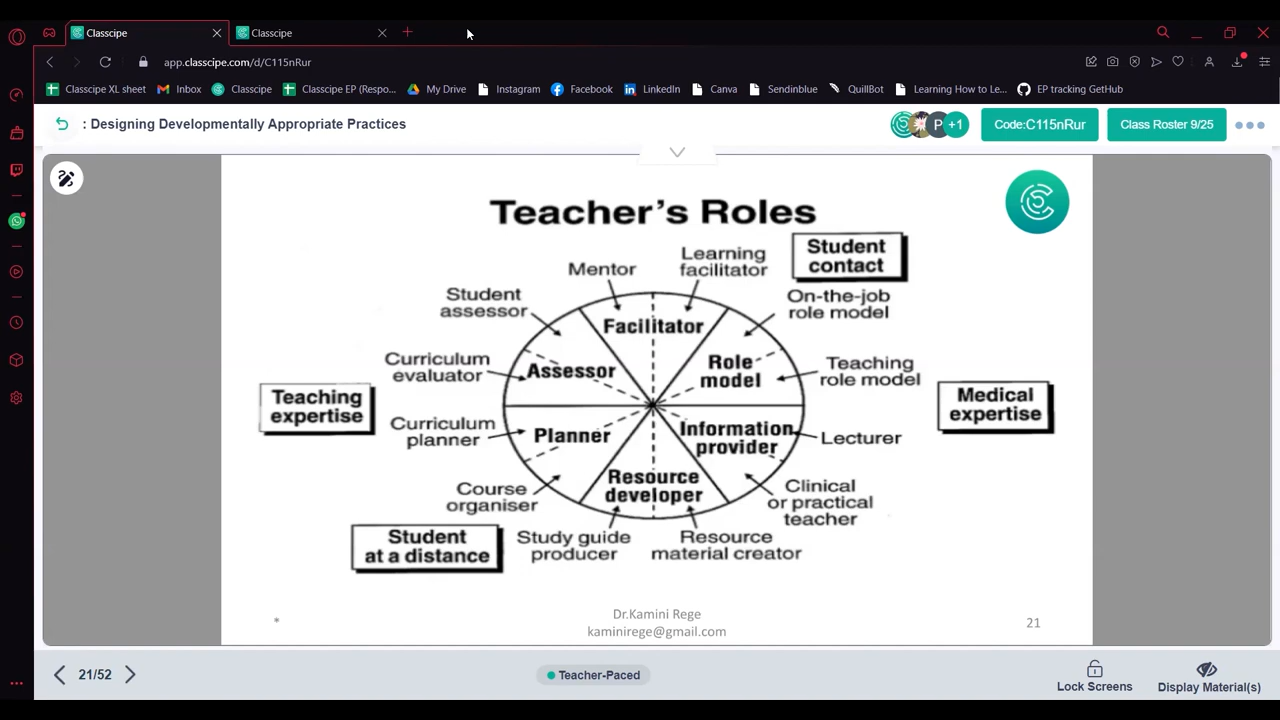 Classcipe
Classcipe
app.classcipe.com/d/C115nRur
Classcipe XL sheet
Inbox
Classcipe
Classcipe EP (Respo...
My Drive
Instagram
Facebook
LinkedIn
Canva
Sendinblue
QuillBot
Learning How to Le...
EP tracking GetHub
: Designing Developmentally Appropriate Practices
P
+1
Code:C115nRur
Class Roster 9/25
Teacher's Roles
Student
contact
Mentor
Learning
facilitator
Student
assessor
On-the-job
role model
Facilitator
Curriculum
evaluator
Assessor
Role
model
Teaching
role model
Teaching
expertise
Medical
expertise
Curriculum
planner
Planner
Information
provider
Lecturer
Resource
developer
Course
organiser
Clinical
or practical
teacher
Student
at a distance
Study guide
producer
Resource
material creator
*
Dr.Kamini Rege
kaminirege@gmail.com
21
21/52
Teacher-Paced
Lock Screens
Display Material(s)